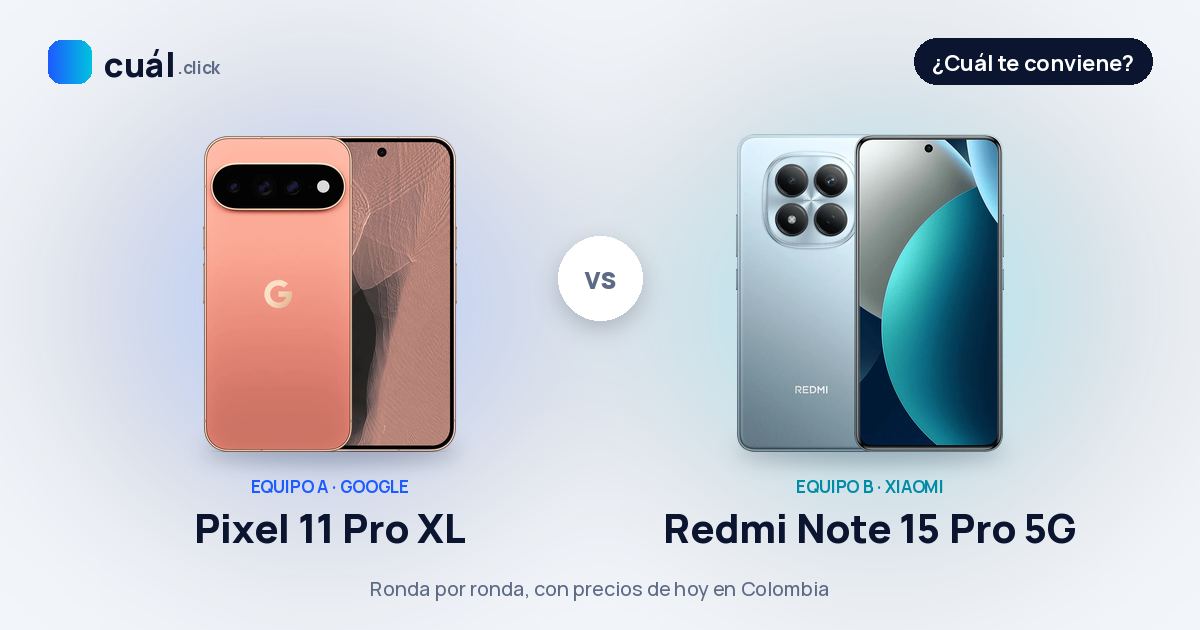 cuál.click
¿Cuál te conviene?
G
REDMI
VS
EQUIPO A · GOOGLE
Pixel 11 Pro XL
EQUIPO B · XIAOMI
Redmi Note 15 Pro 5G
Ronda por ronda, con precios de hoy en Colombia